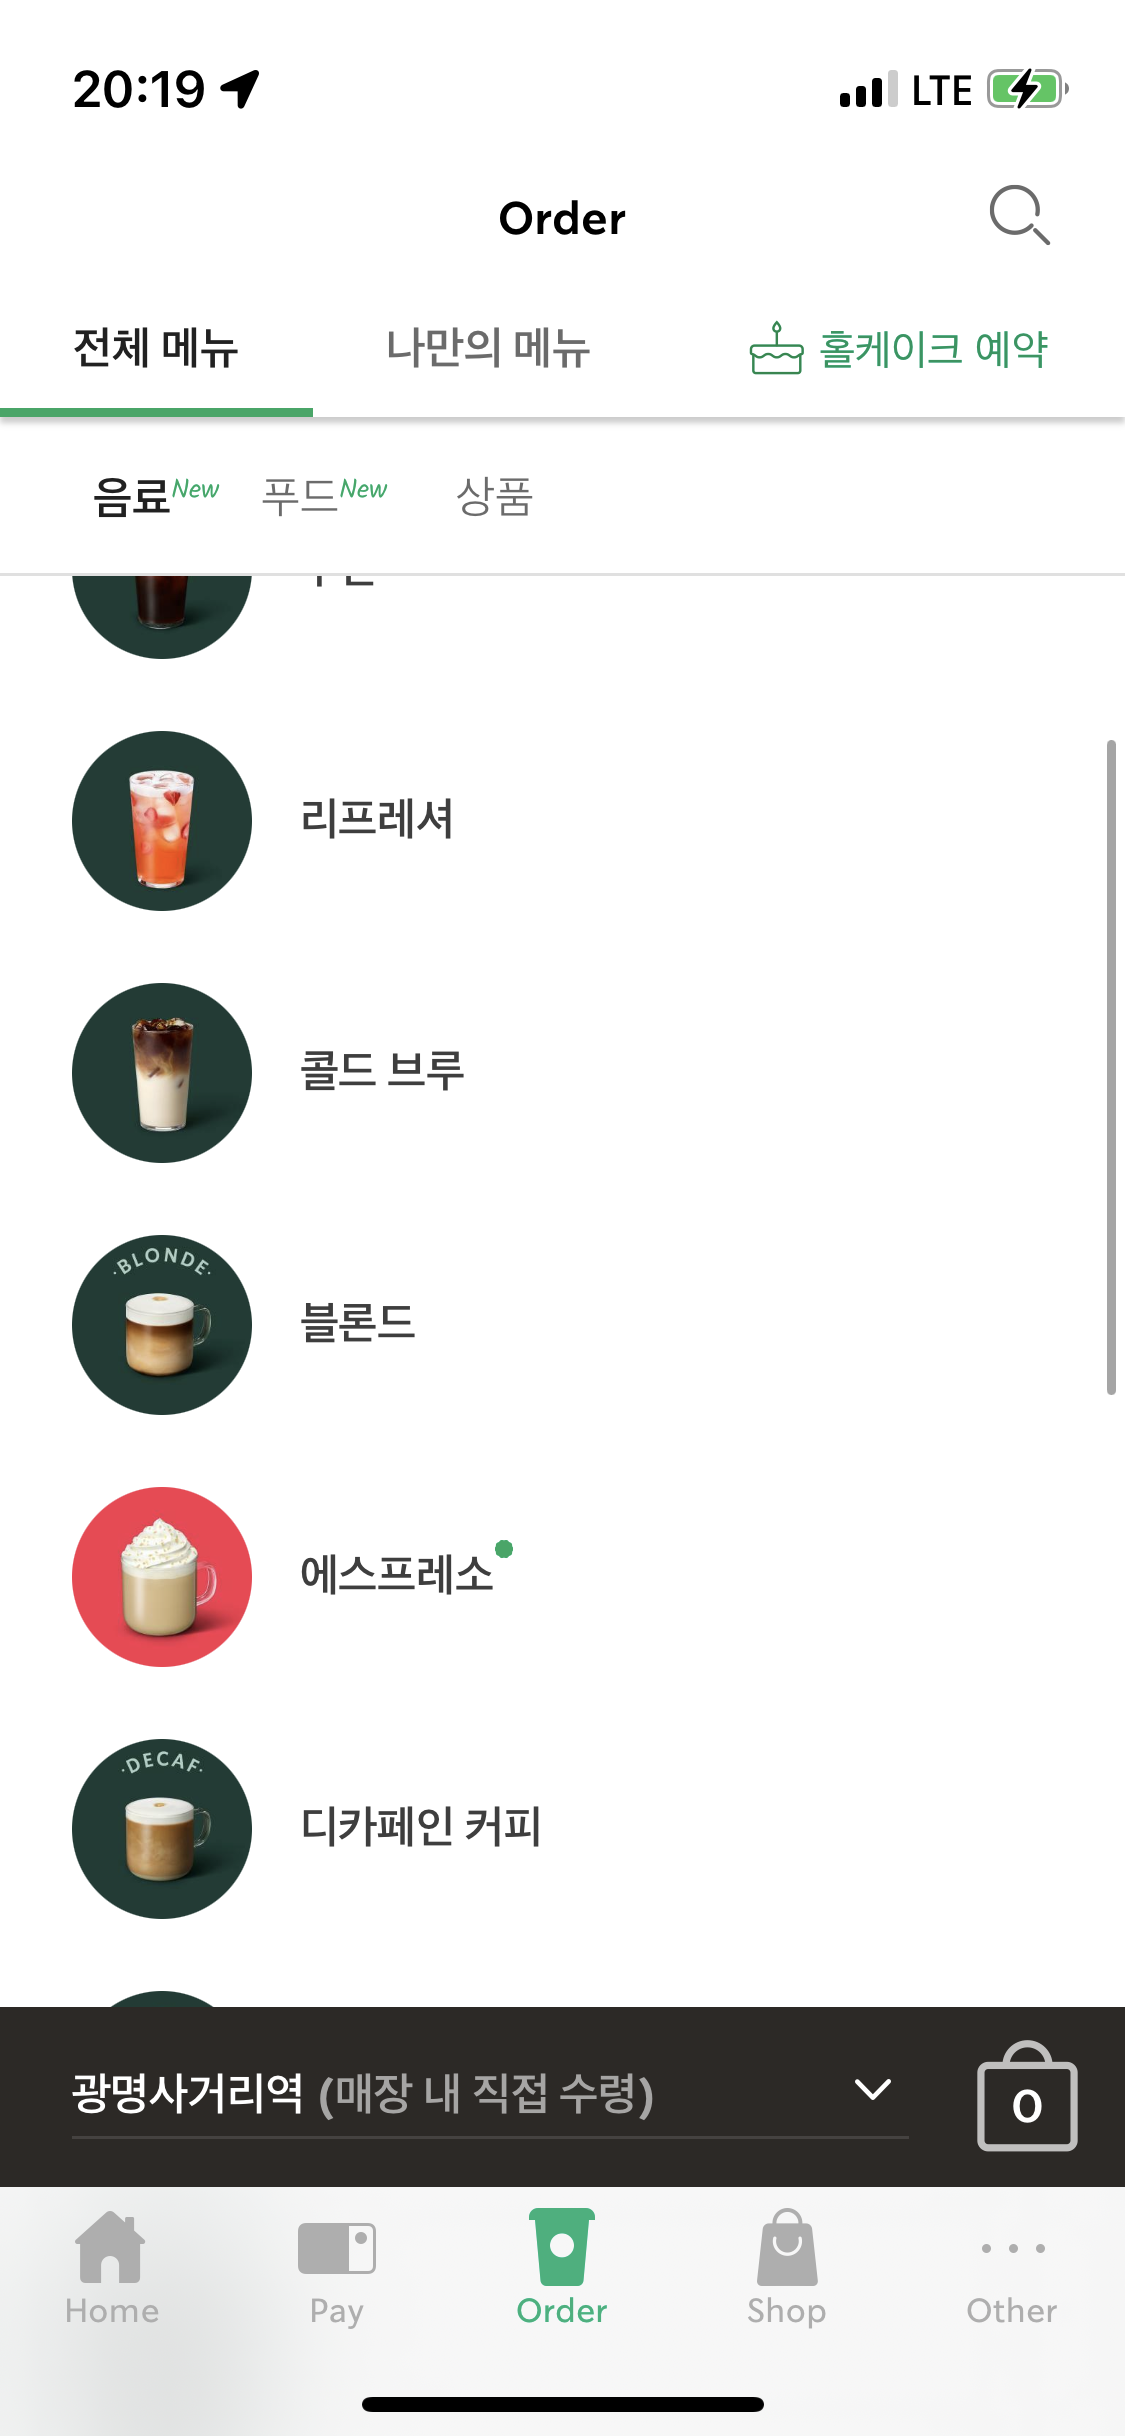 20:19 LTE
Order
전체 메뉴 나만의 메뉴 홀케이크 예약
음료New 푸드New 상품
리프레셔
콜드 브루
BLONDE
블론드
에스프레소
DECAF
디카페인 커피
광명사거리역 (매장 내 직접 수령)
0
Home Pay Order Shop Other